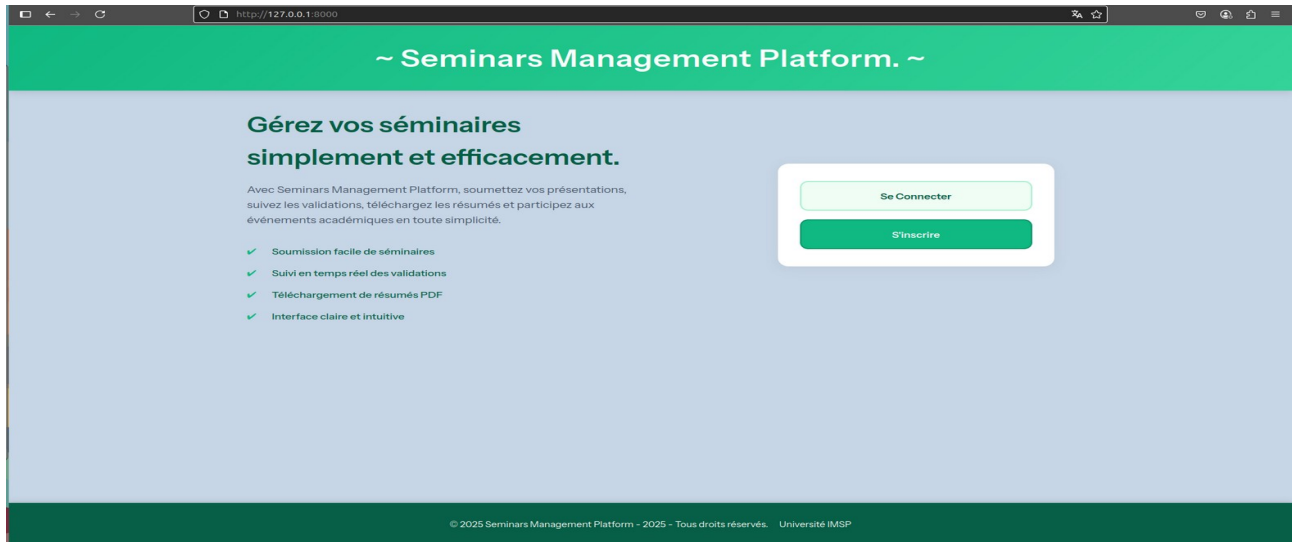 http://127.0.0.1:8000
~ Seminars Management Platform. ~
Gérez vos séminaires
simplement et efficacement.
Avec Seminars Management Platform, soumettez vos présentations,
suivez les validations, téléchargez les résumés et participez aux
événements académiques en toute simplicité.
✔ Soumission facile de séminaires
✔ Suivi en temps réel des validations
✔ Téléchargement de résumés PDF
✔ Interface claire et intuitive
Se Connecter
S'inscrire
© 2025 Seminars Management Platform - 2025 - Tous droits réservés. Université IMSP